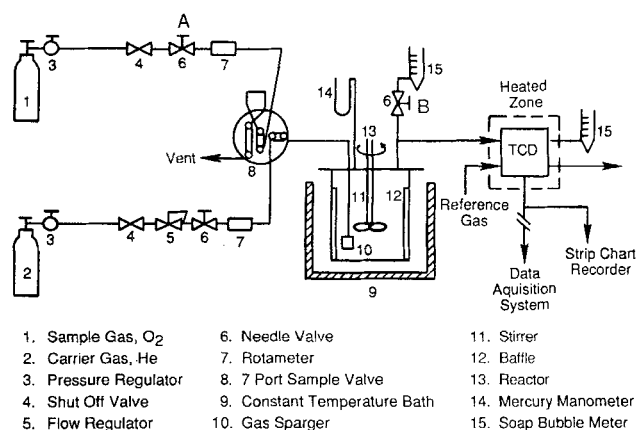 A
3
4
6
7
1
Vent
8
14
6
B
15
13
11
12
10
9
Heated
Zone
TCD
15
Reference
Gas
Strip Chart
Recorder
Data
Aquisition
System
3
4
5
6
7
2
1. Sample Gas, O2
2. Carrier Gas, He
3. Pressure Regulator
4. Shut Off Valve
5. Flow Regulator
6. Needle Valve
7. Rotameter
8. 7 Port Sample Valve
9. Constant Temperature Bath
10. Gas Sparger
11. Stirrer
12. Baffle
13. Reactor
14. Mercury Manometer
15. Soap Bubble Meter